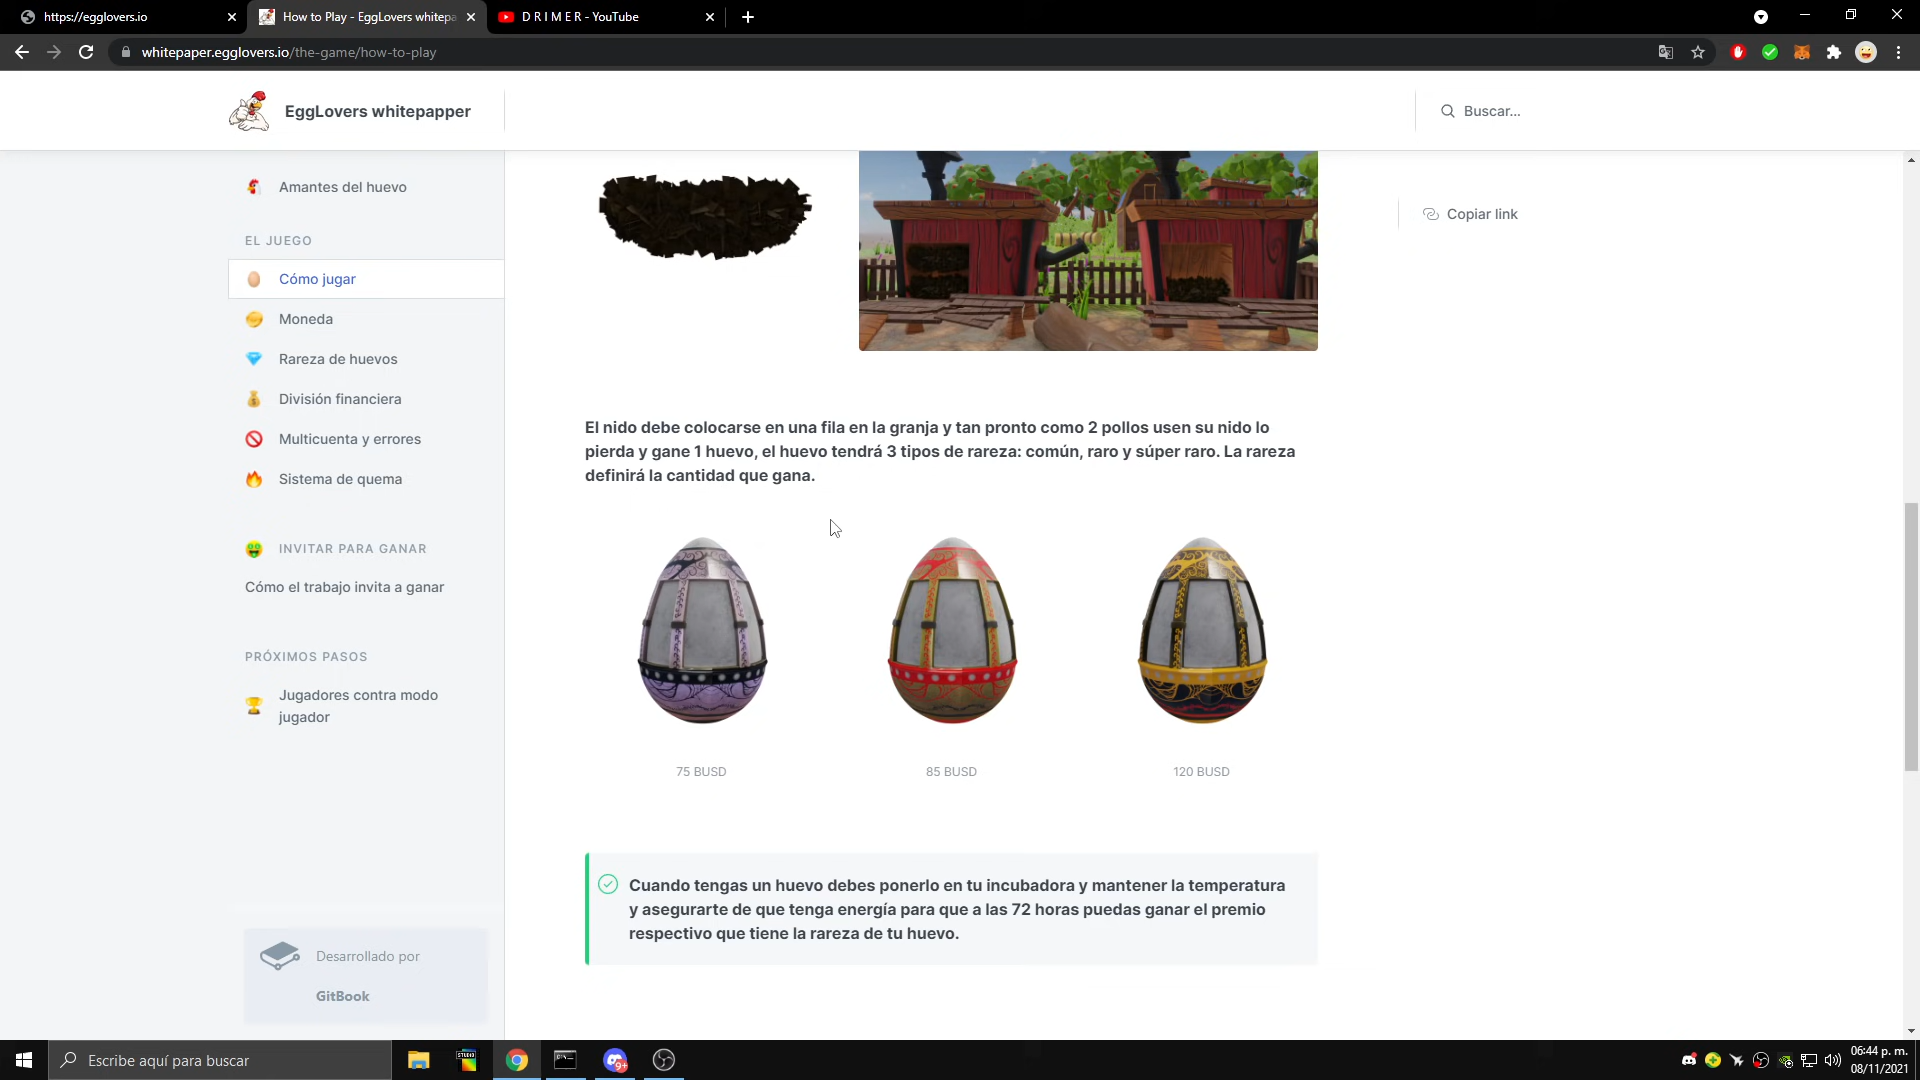 https://egglovers.io
How to Play - EggLovers whitepa
D R I M E R - YouTube
whitepaper.egglovers.io/the-game/how-to-play
EggLovers whitepapper
Buscar...
Amantes del huevo
EL JUEGO
Cómo jugar
Moneda
Rareza de huevos
División financiera
Multicuenta y errores
Sistema de quema
INVITAR PARA GANAR
Cómo el trabajo invita a ganar
PRÓXIMOS PASOS
Jugadores contra modo
jugador
Desarrollado por
GitBook
Copiar link
El nido debe colocarse en una fila en la granja y tan pronto como 2 pollos usen su nido lo
pierda y gane 1 huevo, el huevo tendrá 3 tipos de rareza: común, raro y súper raro. La rareza
definirá la cantidad que gana.
75 BUSD
85 BUSD
120 BUSD
Cuando tengas un huevo debes ponerlo en tu incubadora y mantener la temperatura
y asegurarte de que tenga energía para que a las 72 horas puedas ganar el premio
respectivo que tiene la rareza de tu huevo.
Escribe aquí para buscar
STUDIO
9+
06:44 p. m.
08/11/2021